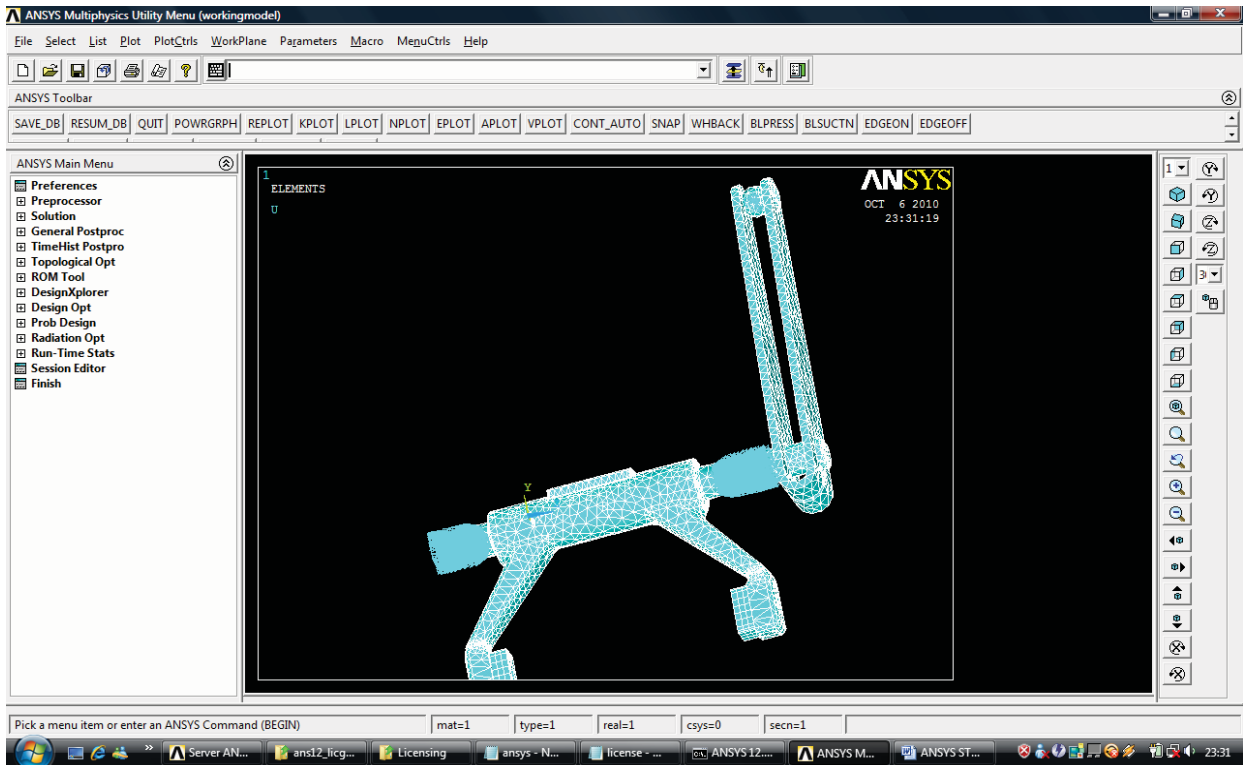 ANSYS Multiphysics Utility Menu (workingmodel)
File Select List Plot PlotCtrls WorkPlane Parameters Macro MenuCtrls Help
ANSYS Toolbar
SAVE_DB RESUM_DB QUIT POWRGRPH REPLOT KPLOT LPLOT NPLOT EPLOT APLOT VPLOT CONT_AUTO SNAP WHBACK BLPRESS BLSUCTN EDGEON EDGEOFF
ANSYS Main Menu
Preferences
Preprocessor
Solution
General Postproc
TimeHist Postpro
Topological Opt
ROM Tool
DesignXplorer
Design Opt
Prob Design
Radiation Opt
Run-Time Stats
Session Editor
Finish
1
ELEMENTS
U
ANSYS
OCT 6 2010
23:31:19
Y
1
Pick a menu item or enter an ANSYS Command (BEGIN)
mat=1
type=1
real=1
csys=0
secn=1
Server AN... ans12_licg... Licensing ansys - N... license - ... ANSYS 12.... ANSYS M... ANSYS ST... 23:31